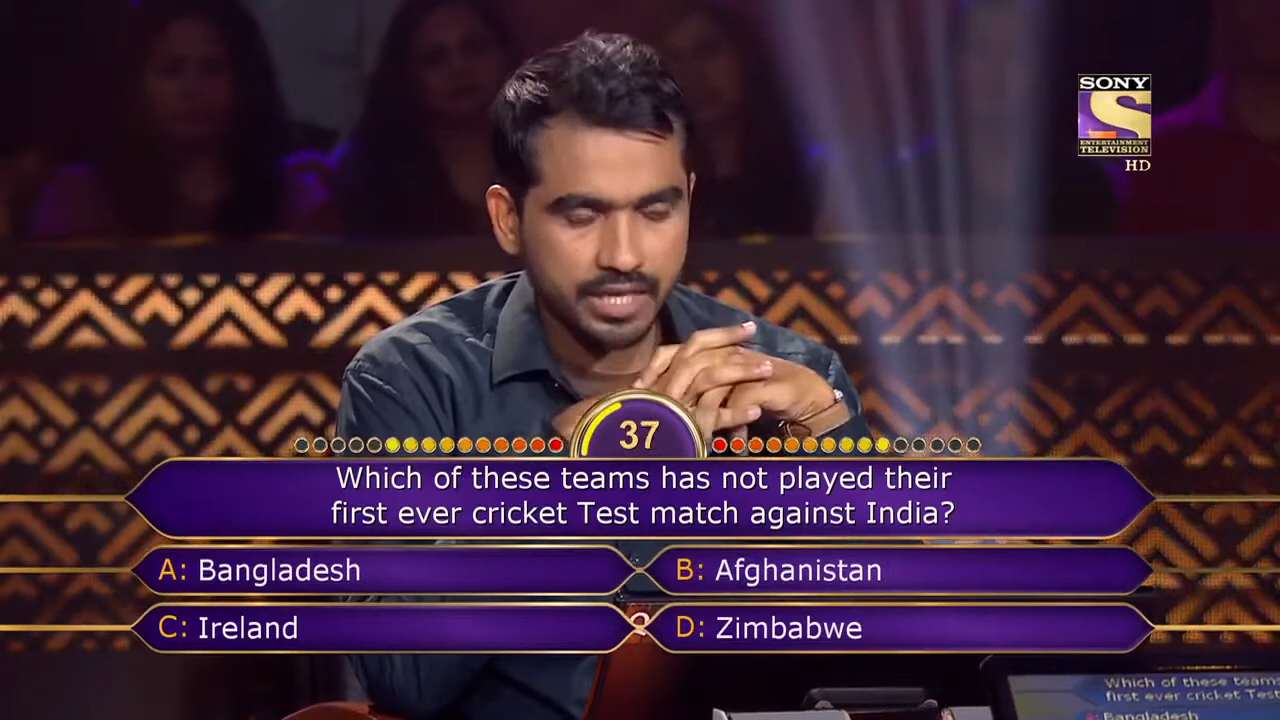 SONY
S
ENTERTAINMENT
TELEVISION
HD
37
Which of these teams has not played their
first ever cricket Test match against India?
A: Bangladesh
B: Afghanistan
C: Ireland
D: Zimbabwe
Which of these teams
first ever cricket Test
Bangladesh